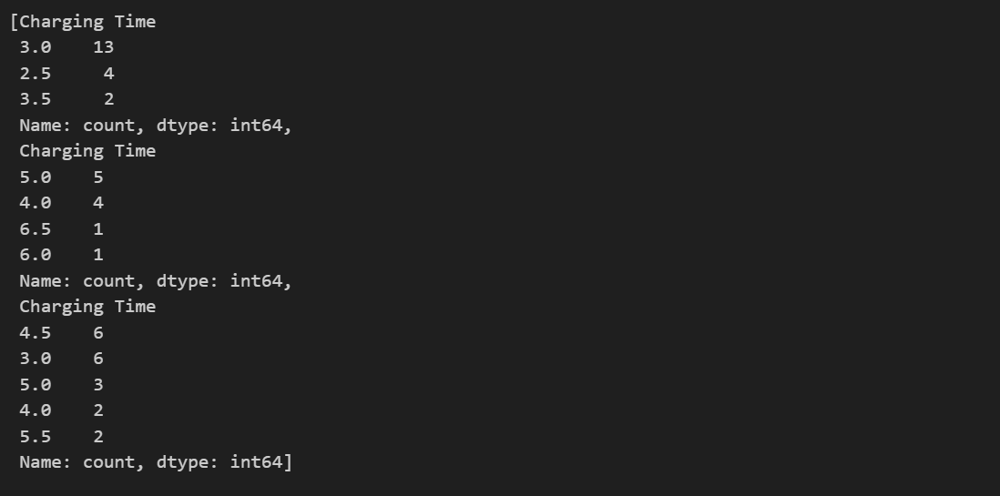 [Charging Time
 3.0    13
 2.5     4
 3.5     2
 Name: count, dtype: int64,
 Charging Time
 5.0    5
 4.0    4
 6.5    1
 6.0    1
 Name: count, dtype: int64,
 Charging Time
 4.5    6
 3.0    6
 5.0    3
 4.0    2
 5.5    2
 Name: count, dtype: int64]